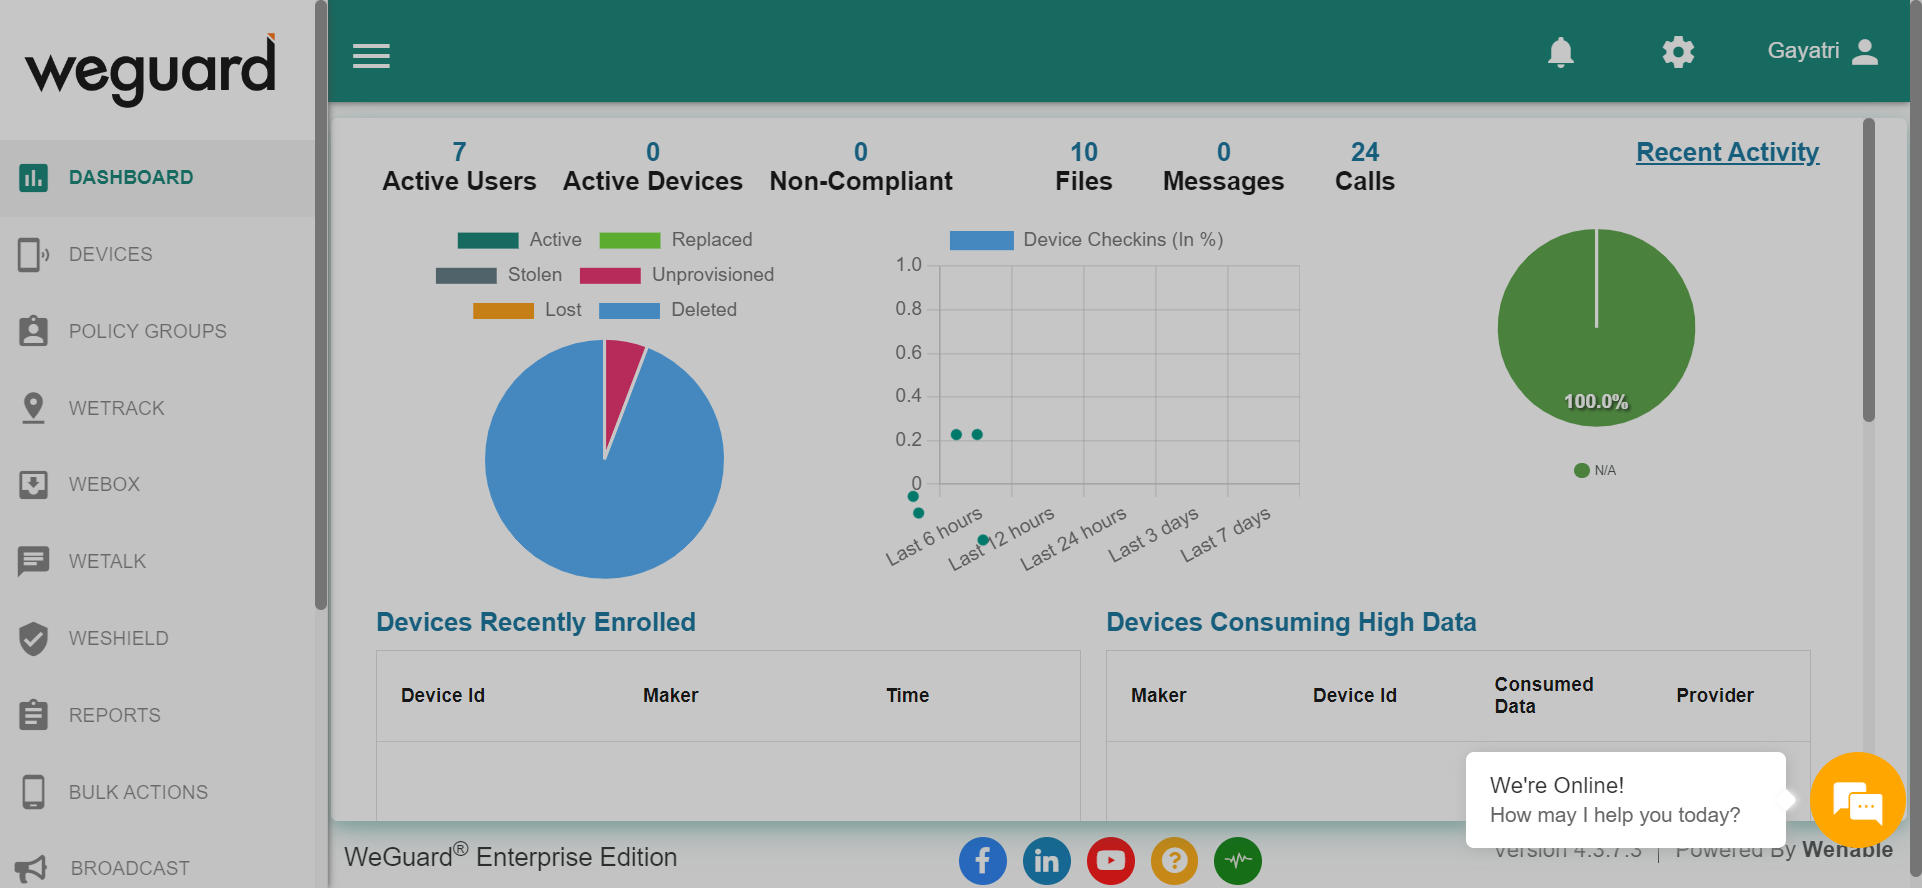 weguard
Gayatri
DASHBOARD
DEVICES
POLICY GROUPS
WETRACK
WEBOX
WETALK
WESHIELD
REPORTS
BULK ACTIONS
BROADCAST
7
Active Users
0
Active Devices
0
Non-Compliant
10
Files
0
Messages
24
Calls
Recent Activity
Active
Replaced
Stolen
Unprovisioned
Lost
Deleted
Device Checkins (In %)
1.0
0.8
0.6
0.4
0.2
0
Last 6 hours
Last 12 hours
Last 24 hours
Last 3 days
Last 7 days
100.0%
N/A
Devices Recently Enrolled
Device Id Maker Time
Devices Consuming High Data
Maker Device Id Consumed Data Provider
We're Online!
How may I help you today?
WeGuard® Enterprise Edition
Version 4.3.7.3 | Powered By Wenable